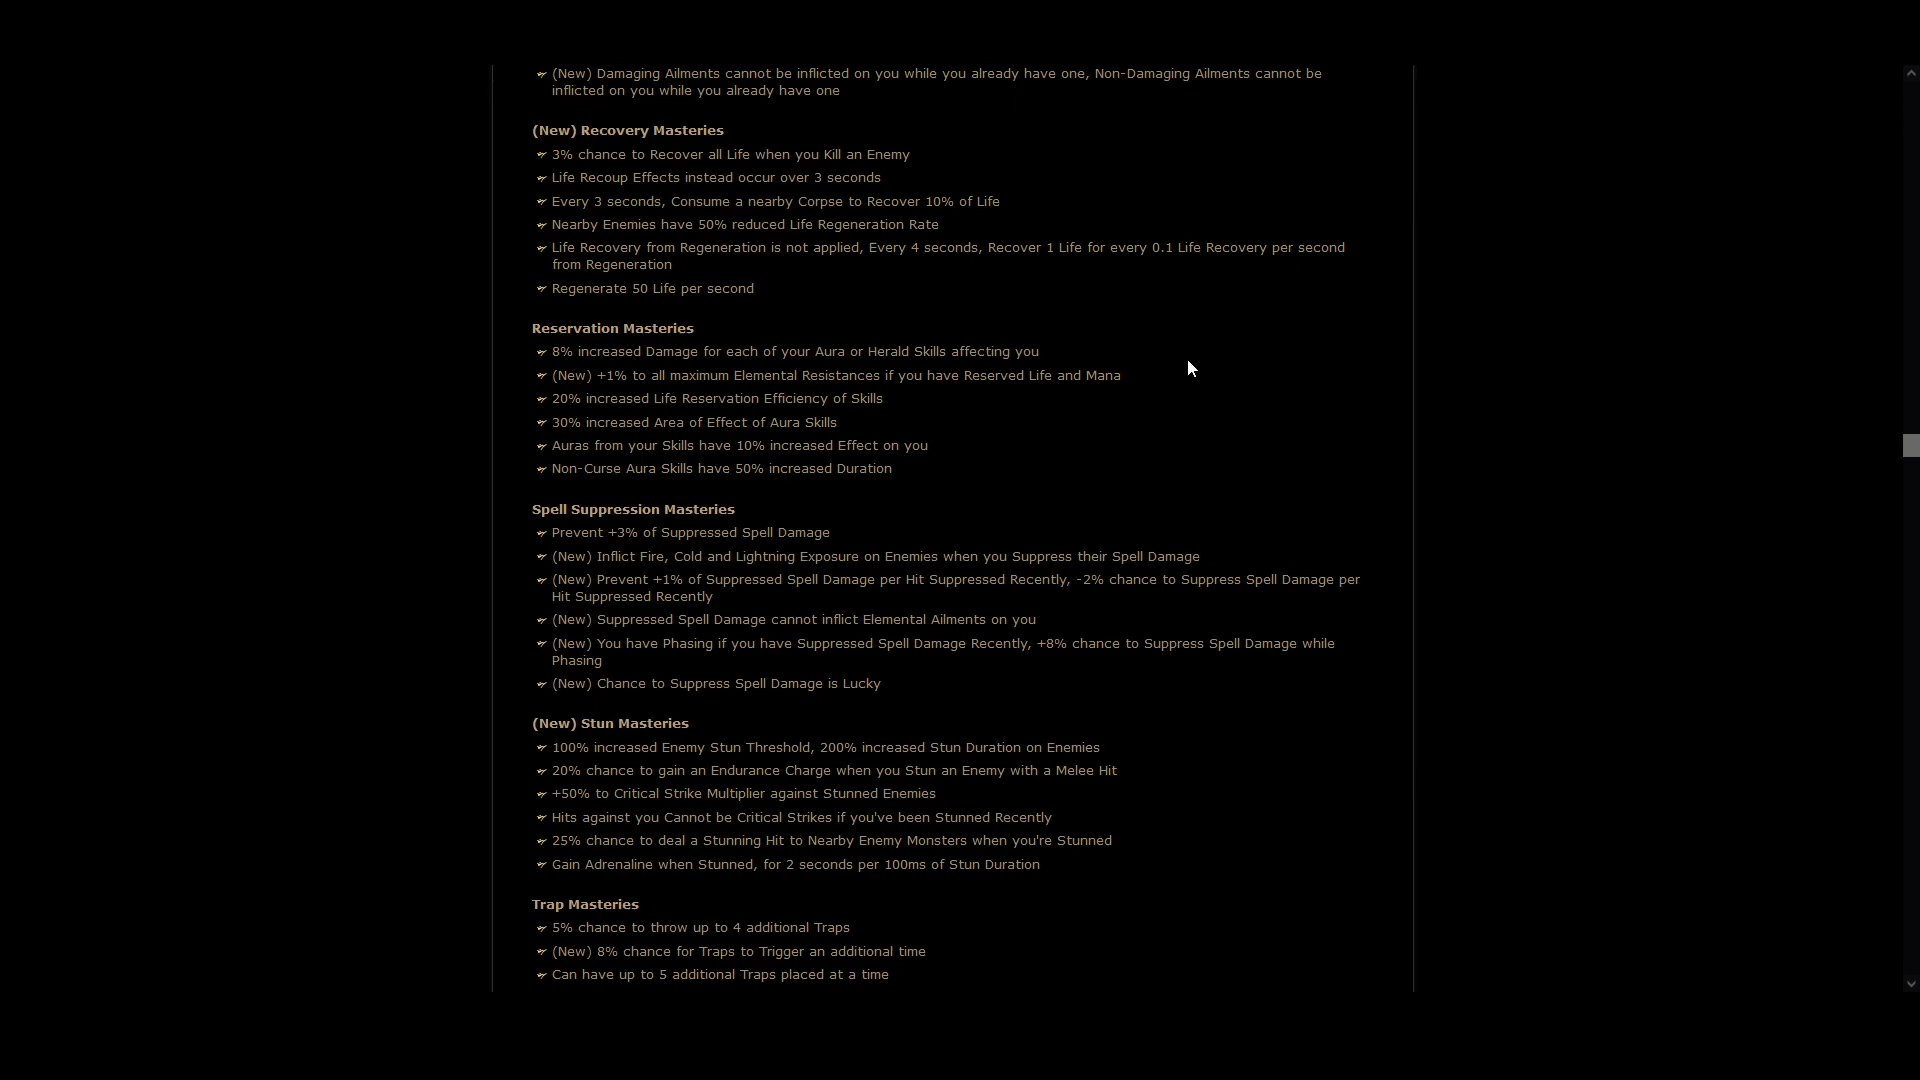 (New) Damaging Ailments cannot be inflicted on you while you already have one, Non-Damaging Ailments cannot be
inflicted on you while you already have one
(New) Recovery Masteries
3% chance to Recover all Life when you Kill an Enemy
Life Recoup Effects instead occur over 3 seconds
Every 3 seconds, Consume a nearby Corpse to Recover 10% of Life
Nearby Enemies have 50% reduced Life Regeneration Rate
Life Recovery from Regeneration is not applied, Every 4 seconds, Recover 1 Life for every 0.1 Life Recovery per second
from Regeneration
Regenerate 50 Life per second
Reservation Masteries
8% increased Damage for each of your Aura or Herald Skills affecting you
(New) +1% to all maximum Elemental Resistances if you have Reserved Life and Mana
20% increased Life Reservation Efficiency of Skills
30% increased Area of Effect of Aura Skills
Auras from your Skills have 10% increased Effect on you
Non-Curse Aura Skills have 50% increased Duration
Spell Suppression Masteries
Prevent +3% of Suppressed Spell Damage
(New) Inflict Fire, Cold and Lightning Exposure on Enemies when you Suppress their Spell Damage
(New) Prevent +1% of Suppressed Spell Damage per Hit Suppressed Recently, -2% chance to Suppress Spell Damage per
Hit Suppressed Recently
(New) Suppressed Spell Damage cannot inflict Elemental Ailments on you
(New) You have Phasing if you have Suppressed Spell Damage Recently, +8% chance to Suppress Spell Damage while
Phasing
(New) Chance to Suppress Spell Damage is Lucky
(New) Stun Masteries
100% increased Enemy Stun Threshold, 200% increased Stun Duration on Enemies
20% chance to gain an Endurance Charge when you Stun an Enemy with a Melee Hit
+50% to Critical Strike Multiplier against Stunned Enemies
Hits against you Cannot be Critical Strikes if you've been Stunned Recently
25% chance to deal a Stunning Hit to Nearby Enemy Monsters when you're Stunned
Gain Adrenaline when Stunned, for 2 seconds per 100ms of Stun Duration
Trap Masteries
5% chance to throw up to 4 additional Traps
(New) 8% chance for Traps to Trigger an additional time
Can have up to 5 additional Traps placed at a time